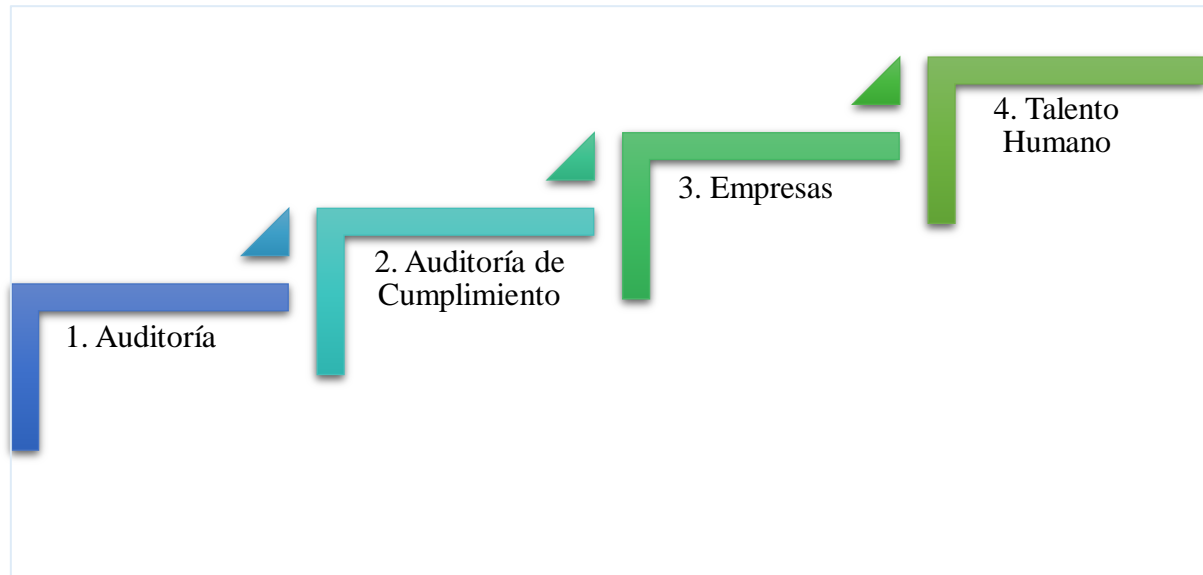 1. Auditoría
2. Auditoría de
Cumplimiento
3. Empresas
4. Talento
Humano